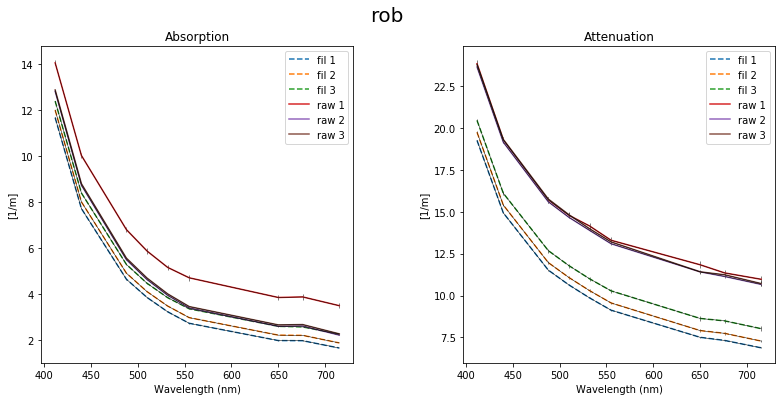 rob
Absorption
14
12
10
8
6
4
2
[1/m]
400
450
500
550
600
650
700
Wavelength (nm)
fil 1
fil 2
fil 3
raw 1
raw 2
raw 3
Attenuation
22.5
20.0
17.5
15.0
12.5
10.0
7.5
[1/m]
400
450
500
550
600
650
700
Wavelength (nm)
fil 1
fil 2
fil 3
raw 1
raw 2
raw 3